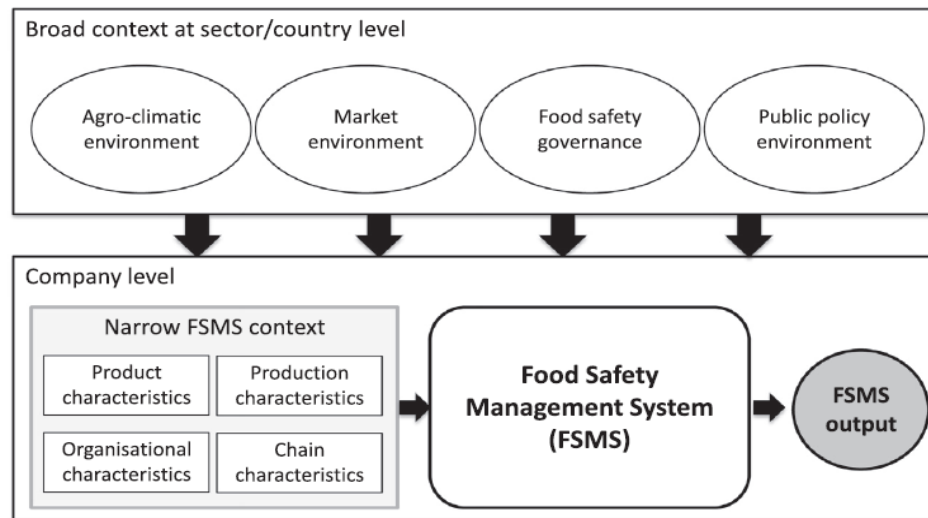 Broad context at sector/country level
Agro-climatic
environment
Market
environment
Food safety
governance
Public policy
environment
Company level
Narrow FSMS context
Product
characteristics
Production
characteristics
Organisational
characteristics
Chain
characteristics
Food Safety
Management System
(FSMS)
FSMS
output